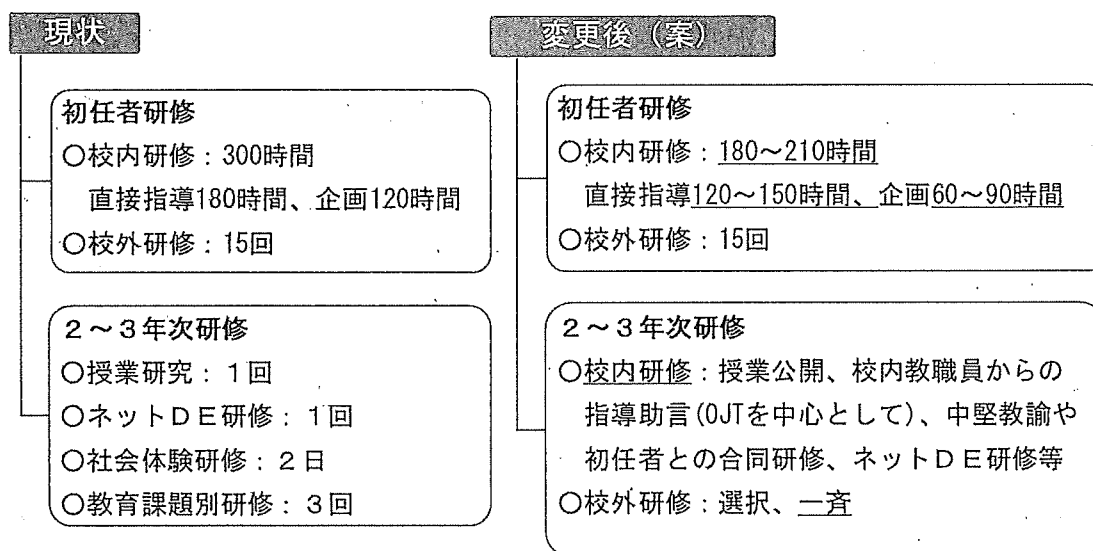 現状
初任者研修
○校内研修：300時間
直接指導180時間、企画120時間
○校外研修：15回
２～３年次研修
○授業研究：１回
○ネットＤＥ研修：１回
○社会体験研修：２日
○教育課題別研修：３回
変更後（案）
初任者研修
○校内研修：180～210時間
直接指導120～150時間、企画60～90時間
○校外研修：15回
２～３年次研修
○校内研修：授業公開、校内教職員からの
指導助言(OJTを中心として)、中堅教諭や
初任者との合同研修、ネットＤＥ研修等
○校外研修：選択、一斉